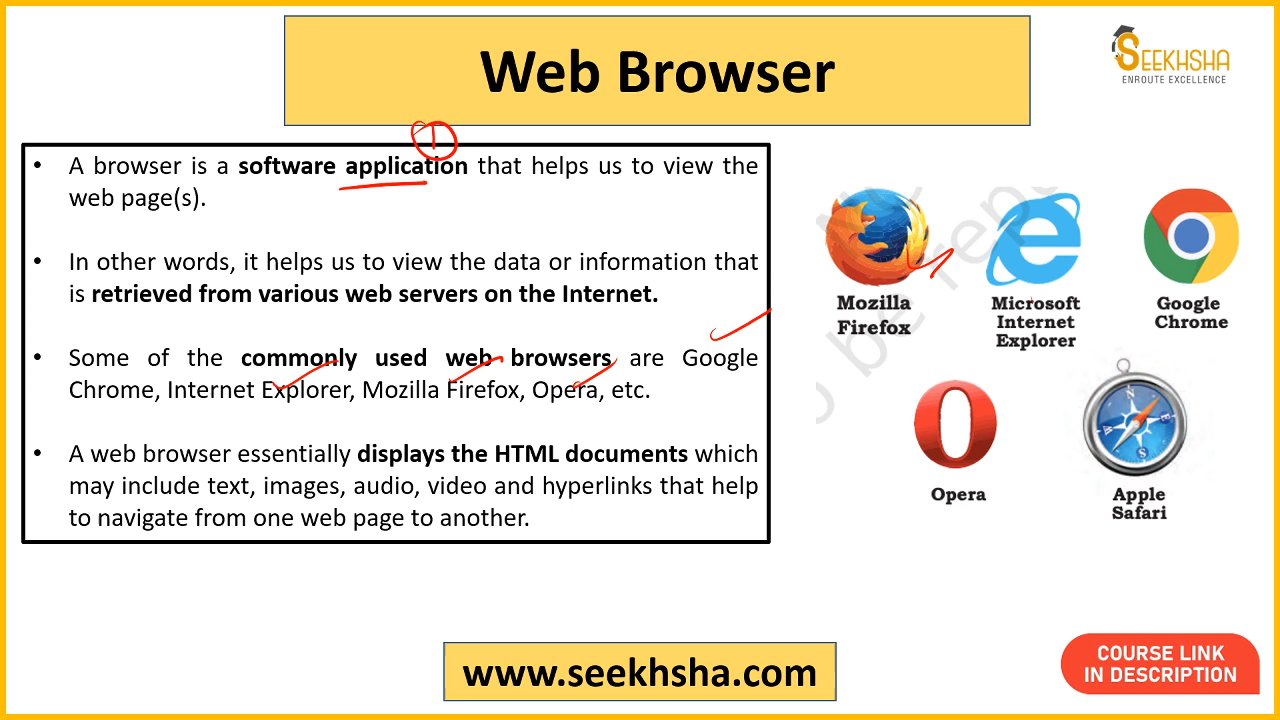 Web Browser
SEEKHSHA
ENROUTE EXCELLENCE
1
• A browser is a software application that helps us to view the
web page(s).
• In other words, it helps us to view the data or information that
is retrieved from various web servers on the Internet.
• Some of the commonly used web browsers are Google
Chrome, Internet Explorer, Mozilla Firefox, Opera, etc.
• A web browser essentially displays the HTML documents which
may include text, images, audio, video and hyperlinks that help
to navigate from one web page to another.
Mozilla
Firefox
Microsoft
Internet
Explorer
Google
Chrome
Opera
Apple
Safari
www.seekhsha.com
COURSE LINK
IN DESCRIPTION